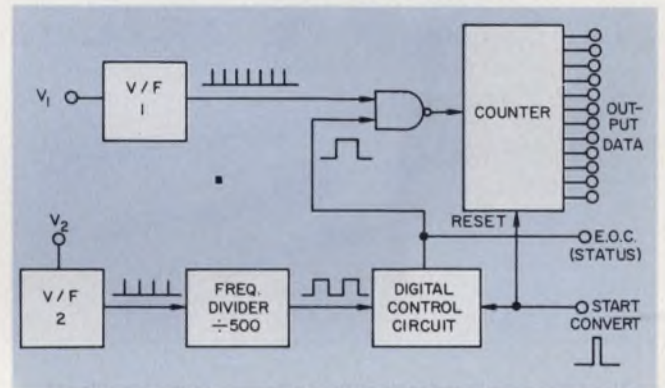 V/F
1
V1
COUNTER
OUT-
PUT
DATA
RESET
E.O.C.
(STATUS)
V2
V/F
2
FREQ.
DIVIDER
÷500
DIGITAL
CONTROL
CIRCUIT
START
CONVERT